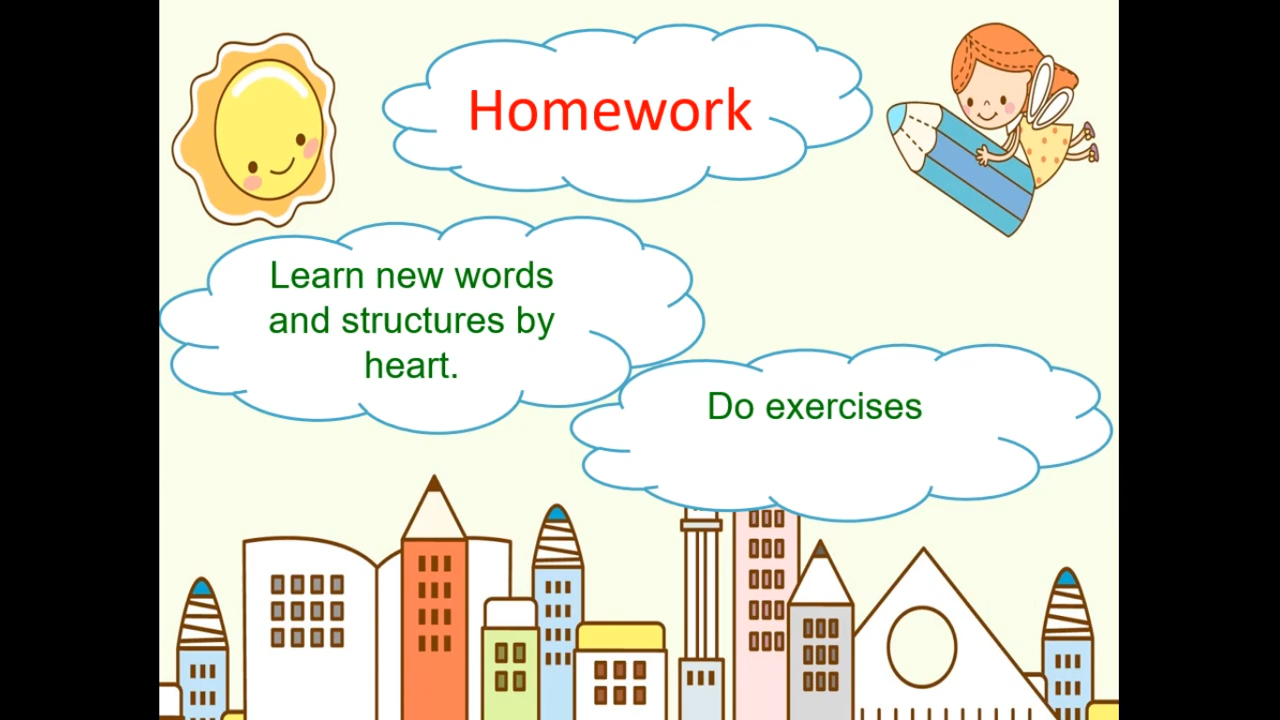 Homework
Learn new words
and structures by
heart.
Do exercises